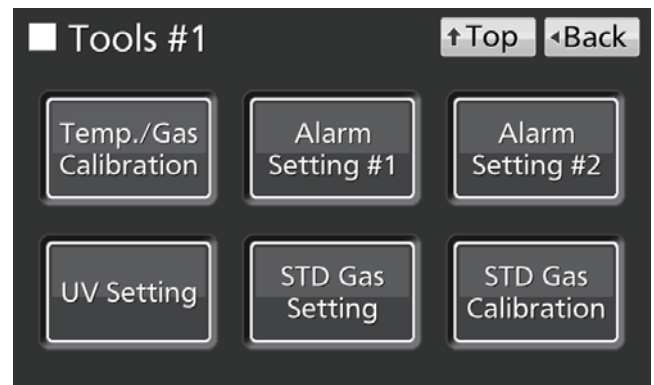 Tools #1
Top
Back
Temp./Gas
Calibration
Alarm
Setting #1
Alarm
Setting #2
UV Setting
STD Gas
Setting
STD Gas
Calibration